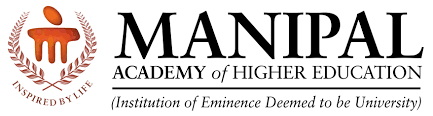 INSPIRED BY LIFE
MANIPAL
ACADEMY of HIGHER EDUCATION
(Institution of Eminence Deemed to be University)